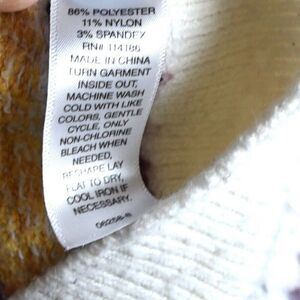 86% POLYESTER
11% NYLON
3% SPANDEX
RN# 114186
MADE IN CHINA
TURN GARMENT
INSIDE OUT,
MACHINE WASH
COLD WITH LIKE
COLORS, GENTLE
CYCLE, ONLY
NON-CHLORINE
BLEACH WHEN
NEEDED,
RESHAPE LAY
FLAT TO DRY,
COOL IRON IF
NECESSARY.
06258-8